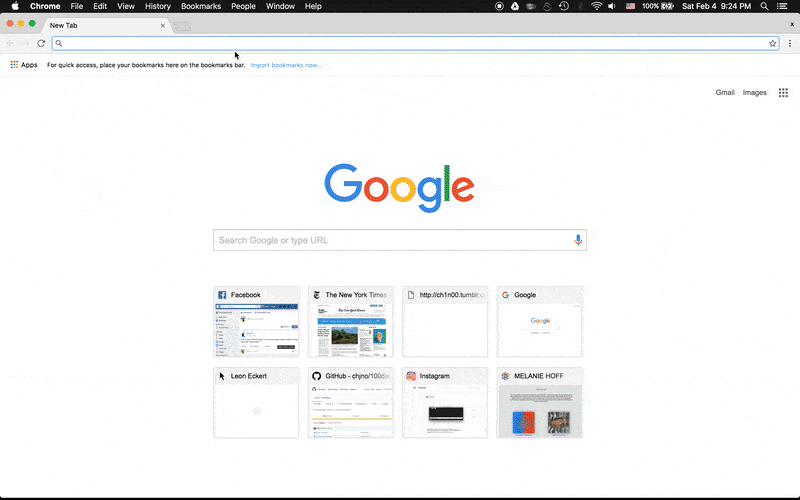 Chrome File Edit View History Bookmarks People Window Help 100% Sat Feb 4 9:24 PM
New Tab
Apps For quick access, place your bookmarks here on the bookmarks bar. Import bookmarks now...
Gmail Images
Google
Search Google or type URL
Facebook The New York Times http://ch1n00.tumblr.c Google
Leon Eckert GitHub - chjno/100da Instagram MELANIE HOFF